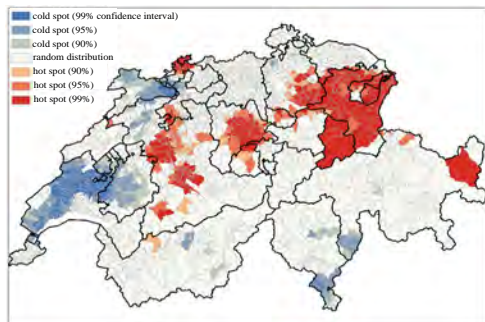 cold spot (99% confidence interval)
cold spot (95%)
cold spot (90%)
random distribution
hot spot (90%)
hot spot (95%)
hot spot (99%)